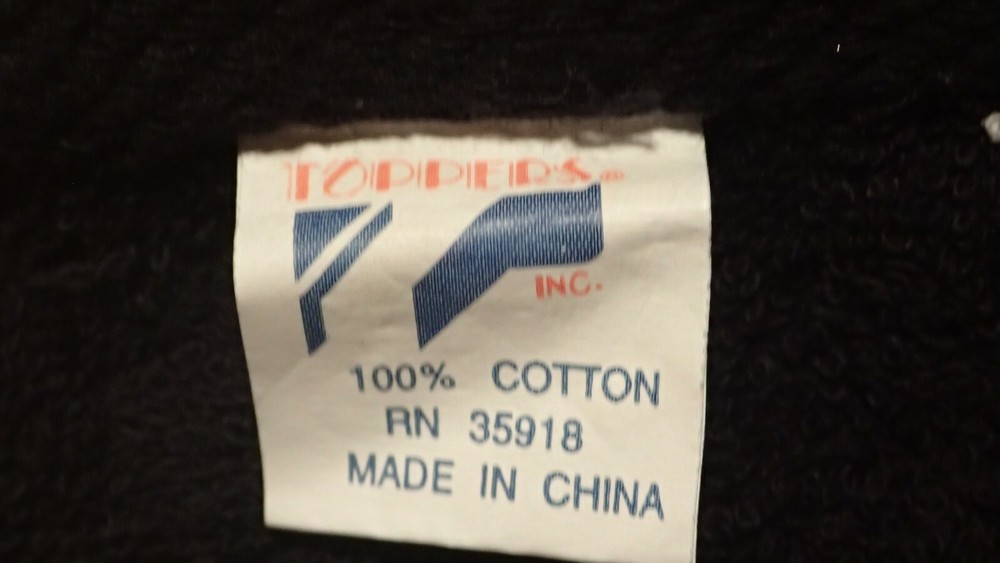 TOPPERS
INC.
100% COTTON
RN 35918
MADE IN CHINA